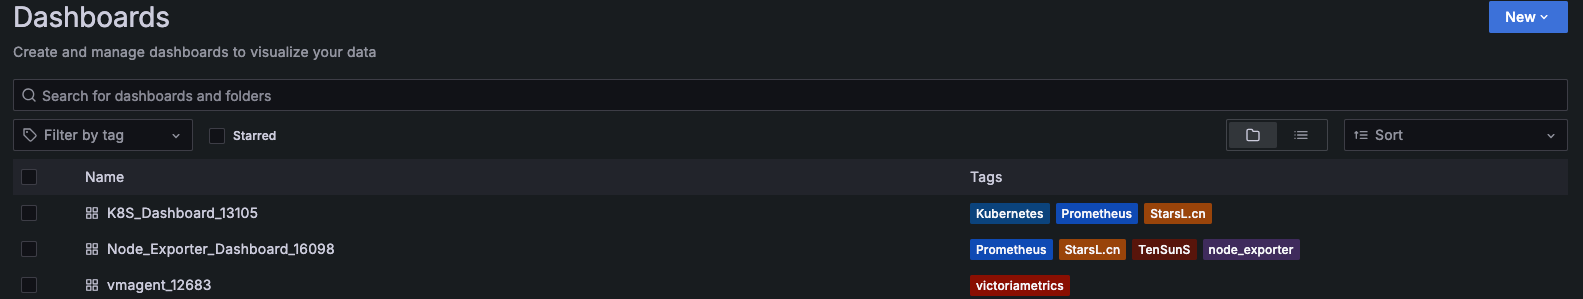 Dashboards
New
Create and manage dashboards to visualize your data
Search for dashboards and folders
Filter by tag Starred Sort
Name Tags
K8S_Dashboard_13105 Kubernetes Prometheus StarsL.cn
Node_Exporter_Dashboard_16098 Prometheus StarsL.cn TenSunS node_exporter
vmagent_12683 victoriametrics